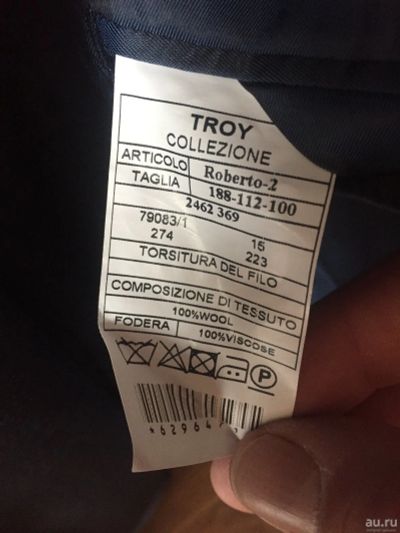 TROY
COLLEZIONE
ARTICOLO Roberto-2
TAGLIA 188-112-100
2462 369
79083/1 15
274 223
TORSITURA DEL FILO
COMPOSIZIONE DI TESSUTO
100%WOOL
FODERA 100%VISCOSE
P
*62964
au.ru